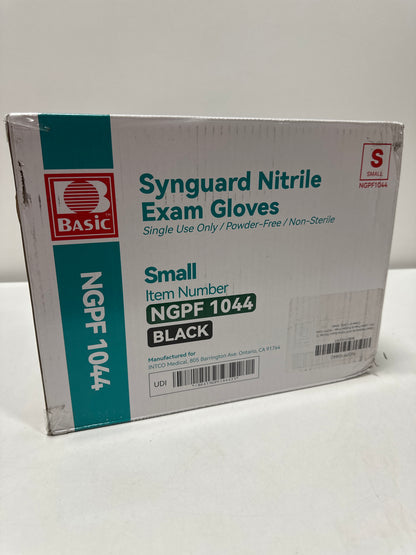 BASIC
NGPF 1044
Synguard Nitrile
Exam Gloves
Single Use Only / Powder-Free / Non-Sterile
S
SMALL
NGPF1044
Small
Item Number
NGPF 1044
BLACK
Manufactured for
INTCO Medical, 805 Barrington Ave. Ontario, CA 91764
UDI